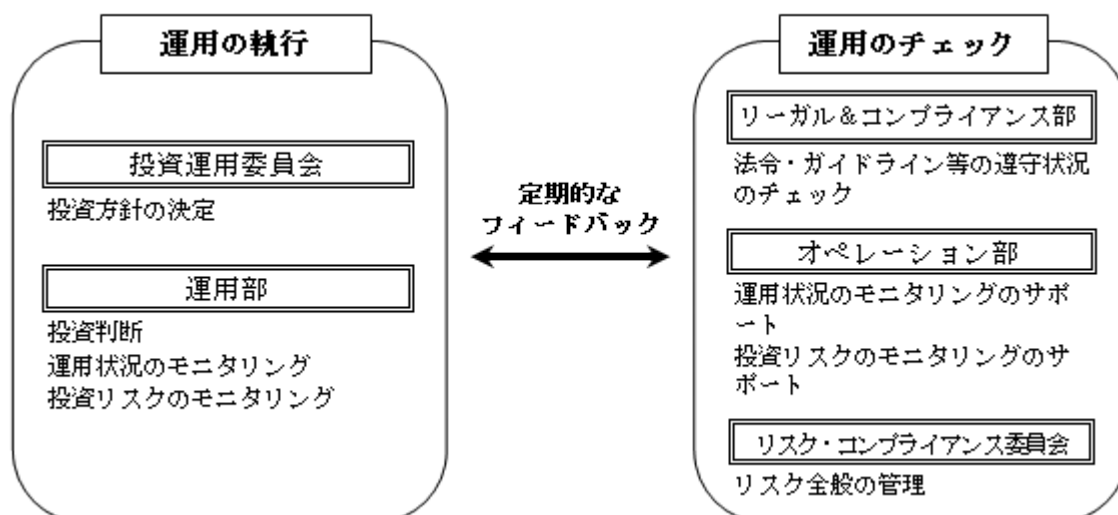 運用の執行
投資運用委員会
投資方針の決定
運用部
投資判断
運用状況のモニタリング
投資リスクのモニタリング
定期的な
フィードバック
運用のチェック
リーガル＆コンプライアンス部
法令・ガイドライン等の遵守状況
のチェック
オペレーション部
運用状況のモニタリングのサポ
ート
投資リスクのモニタリングのサ
ポート
リスク・コンプライアンス委員会
リスク全般の管理